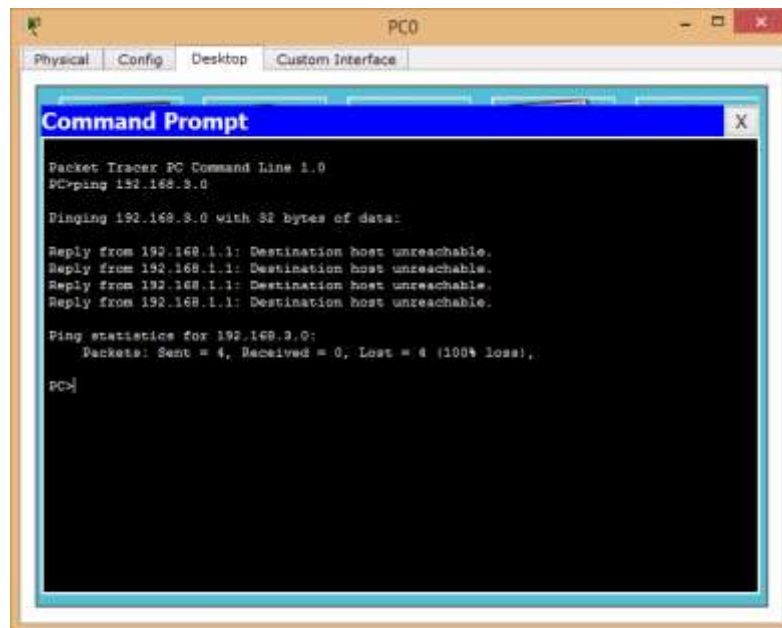 PC0
Physical Config Desktop Custom Interface
Command Prompt X
Packet Tracer PC Command Line 1.0
PC>ping 192.168.3.0
Pinging 192.168.3.0 with 32 bytes of data:
Reply from 192.168.1.1: Destination host unreachable.
Reply from 192.168.1.1: Destination host unreachable.
Reply from 192.168.1.1: Destination host unreachable.
Reply from 192.168.1.1: Destination host unreachable.
Ping statistics for 192.168.3.0:
Packets: Sent = 4, Received = 0, Lost = 4 (100% loss),
PC>